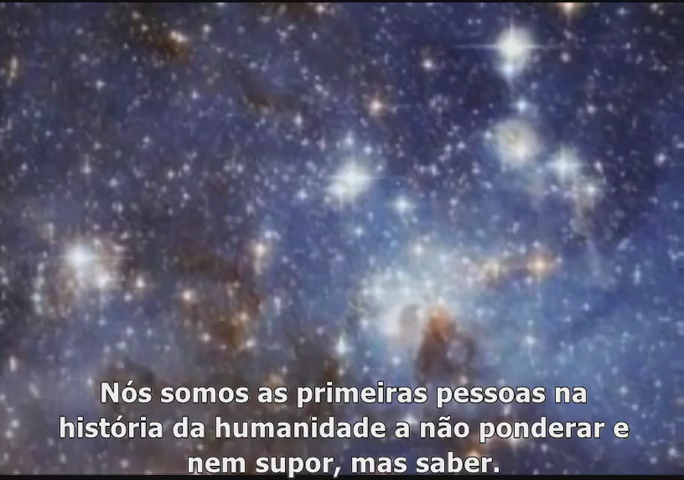 Nós somos as primeiras pessoas na
história da humanidade a não ponderar e
nem supor, mas saber.